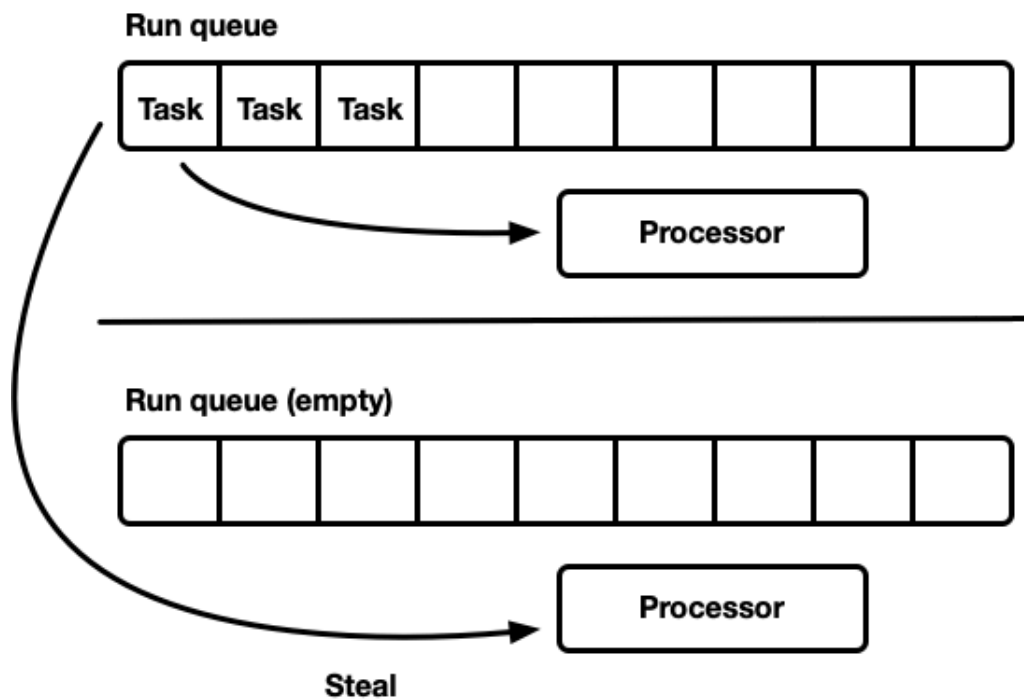 Run queue
Task Task Task
Processor
Run queue (empty)
Processor
Steal